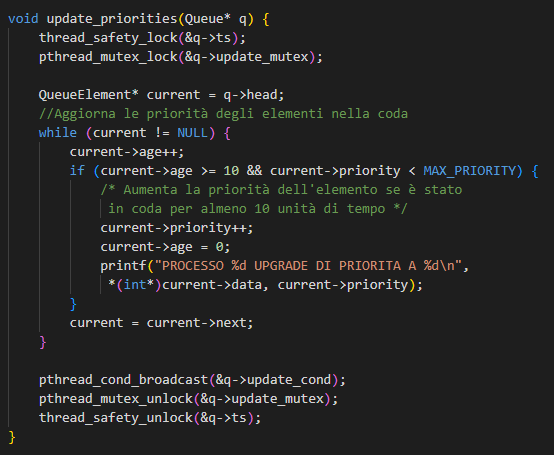 void update_priorities(Queue* q) {
    thread_safety_lock(&q->ts);
    pthread_mutex_lock(&q->update_mutex);

    QueueElement* current = q->head;
    //Aggiorna le priorità degli elementi nella coda
    while (current != NULL) {
        current->age++;
        if (current->age >= 10 && current->priority < MAX_PRIORITY) {
            /* Aumenta la priorità dell'elemento se è stato
             in coda per almeno 10 unità di tempo */
            current->priority++;
            current->age = 0;
            printf("PROCESSO %d UPGRADE DI PRIORITA A %d\n",
             *(int*)current->data, current->priority);
        }
        current = current->next;
    }

    pthread_cond_broadcast(&q->update_cond);
    pthread_mutex_unlock(&q->update_mutex);
    thread_safety_unlock(&q->ts);
}